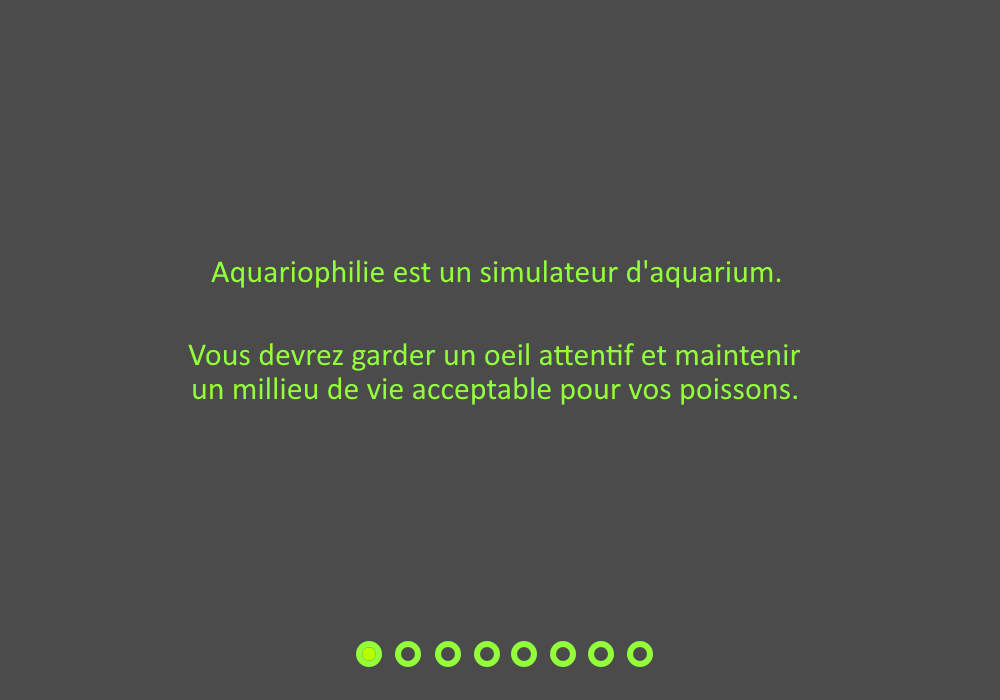 Aquariophilie est un simulateur d'aquarium.
Vous devrez garder un oeil attentif et maintenir
un millieu de vie acceptable pour vos poissons.